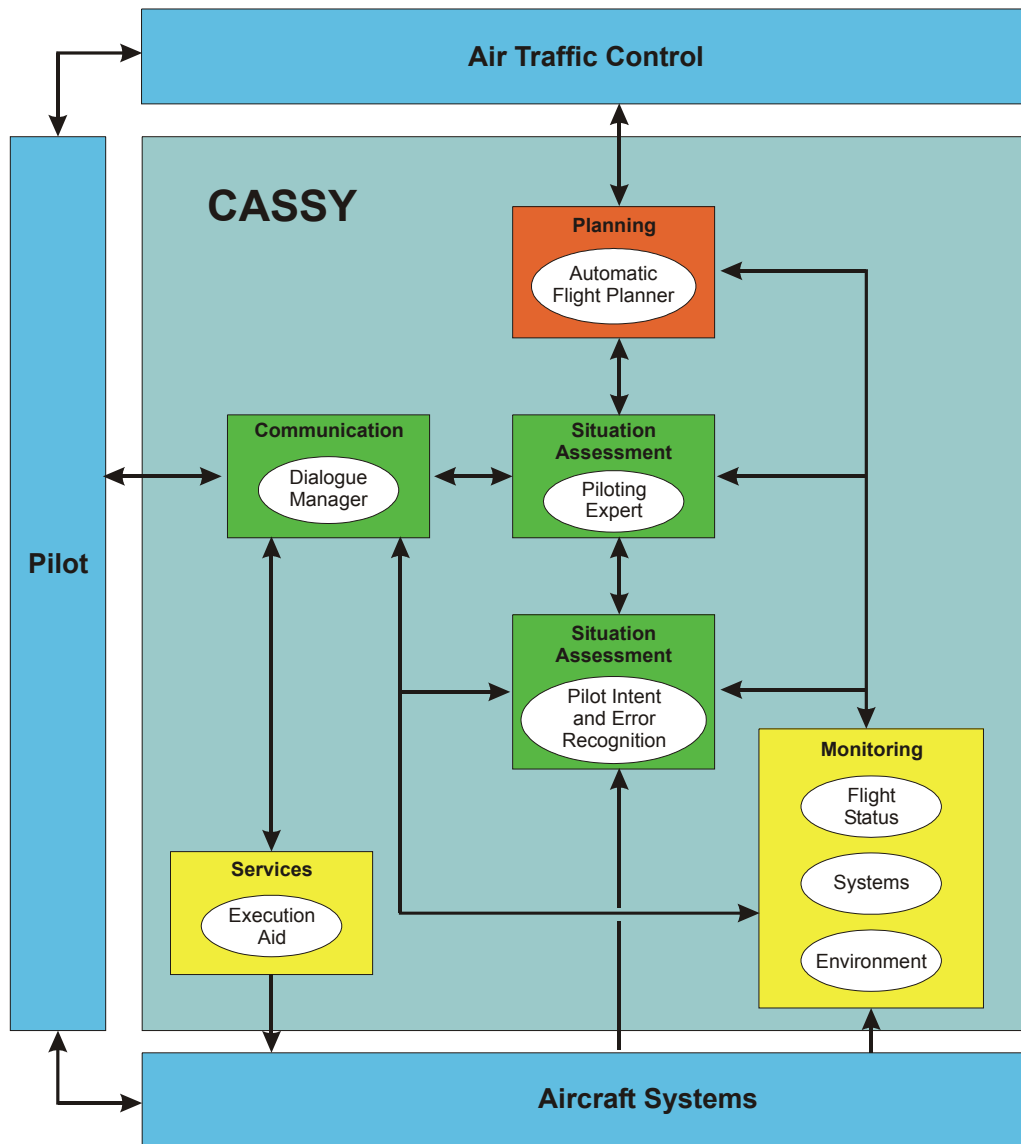 Air Traffic Control
CASSY
Planning
Automatic
Flight Planner
Communication
Dialogue
Manager
Situation
Assessment
Piloting
Expert
Pilot
Situation
Assessment
Pilot Intent
and Error
Recognition
Monitoring
Flight
Status
Systems
Environment
Services
Execution
Aid
Aircraft Systems